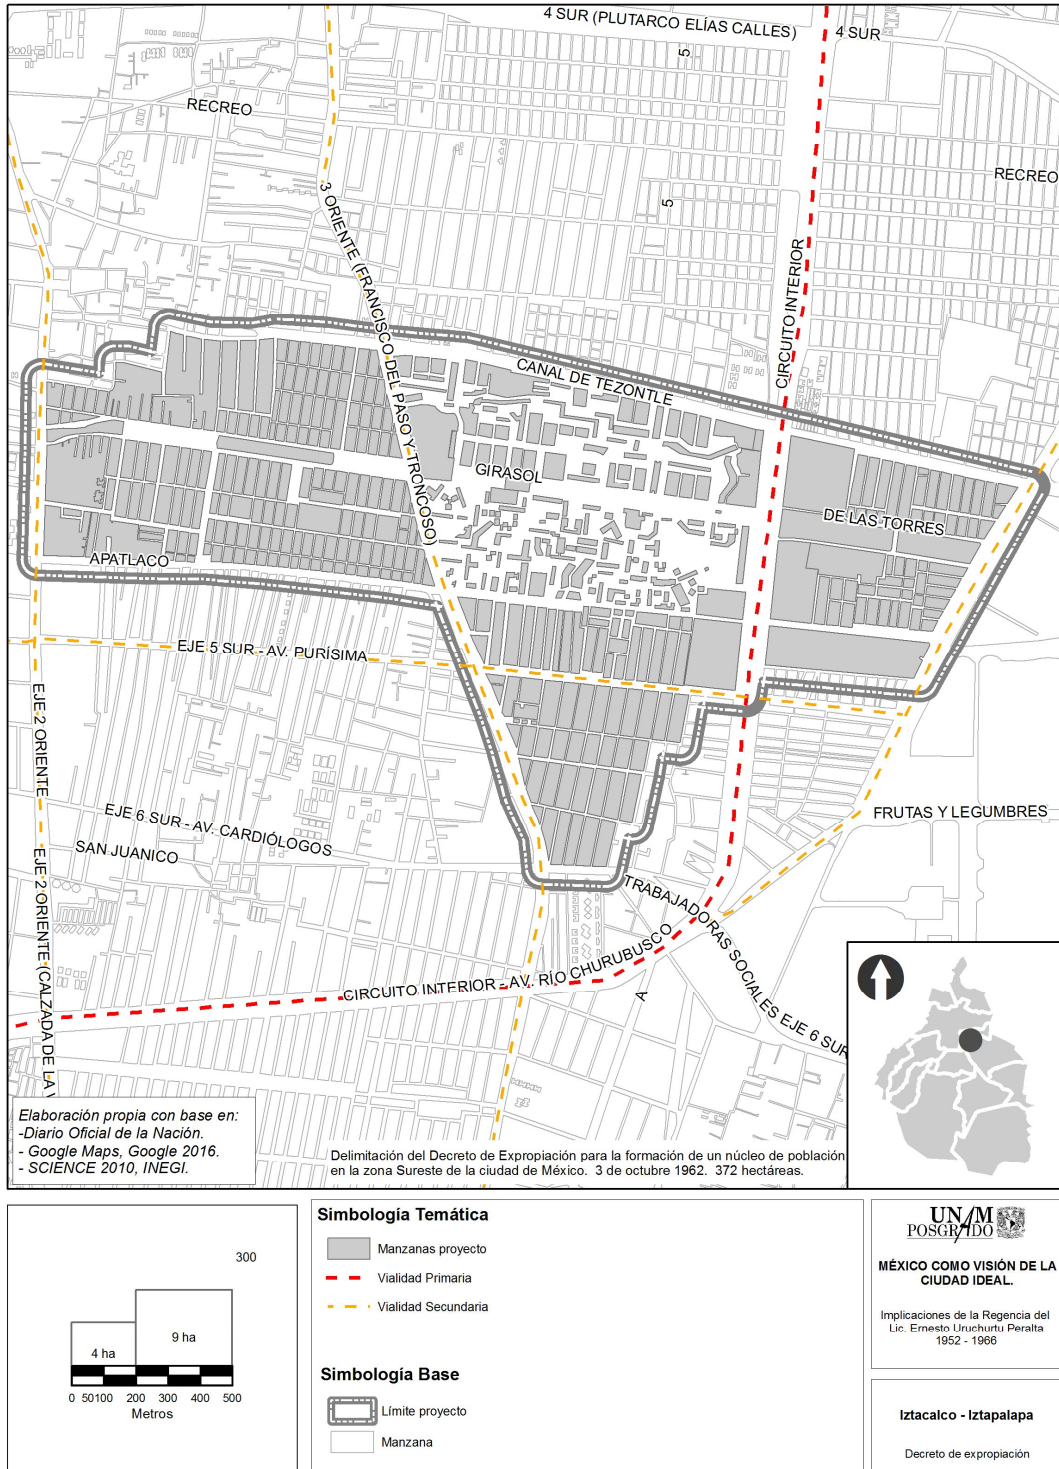 4 SUR (PLUTARCO ELÍAS CALLES)
4 SUR
5
RECREO
RECREO
5
3 ORIENTE (FRANCISCO DEL PASO Y TRONCOSO)
CIRCUITO INTERIOR
CANAL DE TEZONTLE
GIRASOL
DE LAS TORRES
APATLACO
EJE 5 SUR - AV. PURÍSIMA
EJE 2 ORIENTE
EJE 6 SUR - AV. CARDIÓLOGOS
SAN JUANICO
FRUTAS Y LEGUMBRES
EJE 2 ORIENTE (CALZADA DE LA V
TRABAJADORAS SOCIALES EJE 6 SUR
CIRCUITO INTERIOR - AV. RÍO CHURUBUSCO
A
Elaboración propia con base en:
-Diario Oficial de la Nación.
- Google Maps, Google 2016.
- SCIENCE 2010, INEGI.
Delimitación del Decreto de Expropiación para la formación de un núcleo de población
en la zona Sureste de la ciudad de México. 3 de octubre 1962. 372 hectáreas.
300
9 ha
4 ha
0 50100 200 300 400 500
Metros
Simbología Temática
Manzanas proyecto
Vialidad Primaria
Vialidad Secundaria
Simbología Base
Límite proyecto
Manzana
UNAM
POSGRADO
MÉXICO COMO VISIÓN DE LA
CIUDAD IDEAL.
Implicaciones de la Regencia del
Lic. Ernesto Uruchurtu Peralta
1952 - 1966
Iztacalco - Iztapalapa
Decreto de expropiación